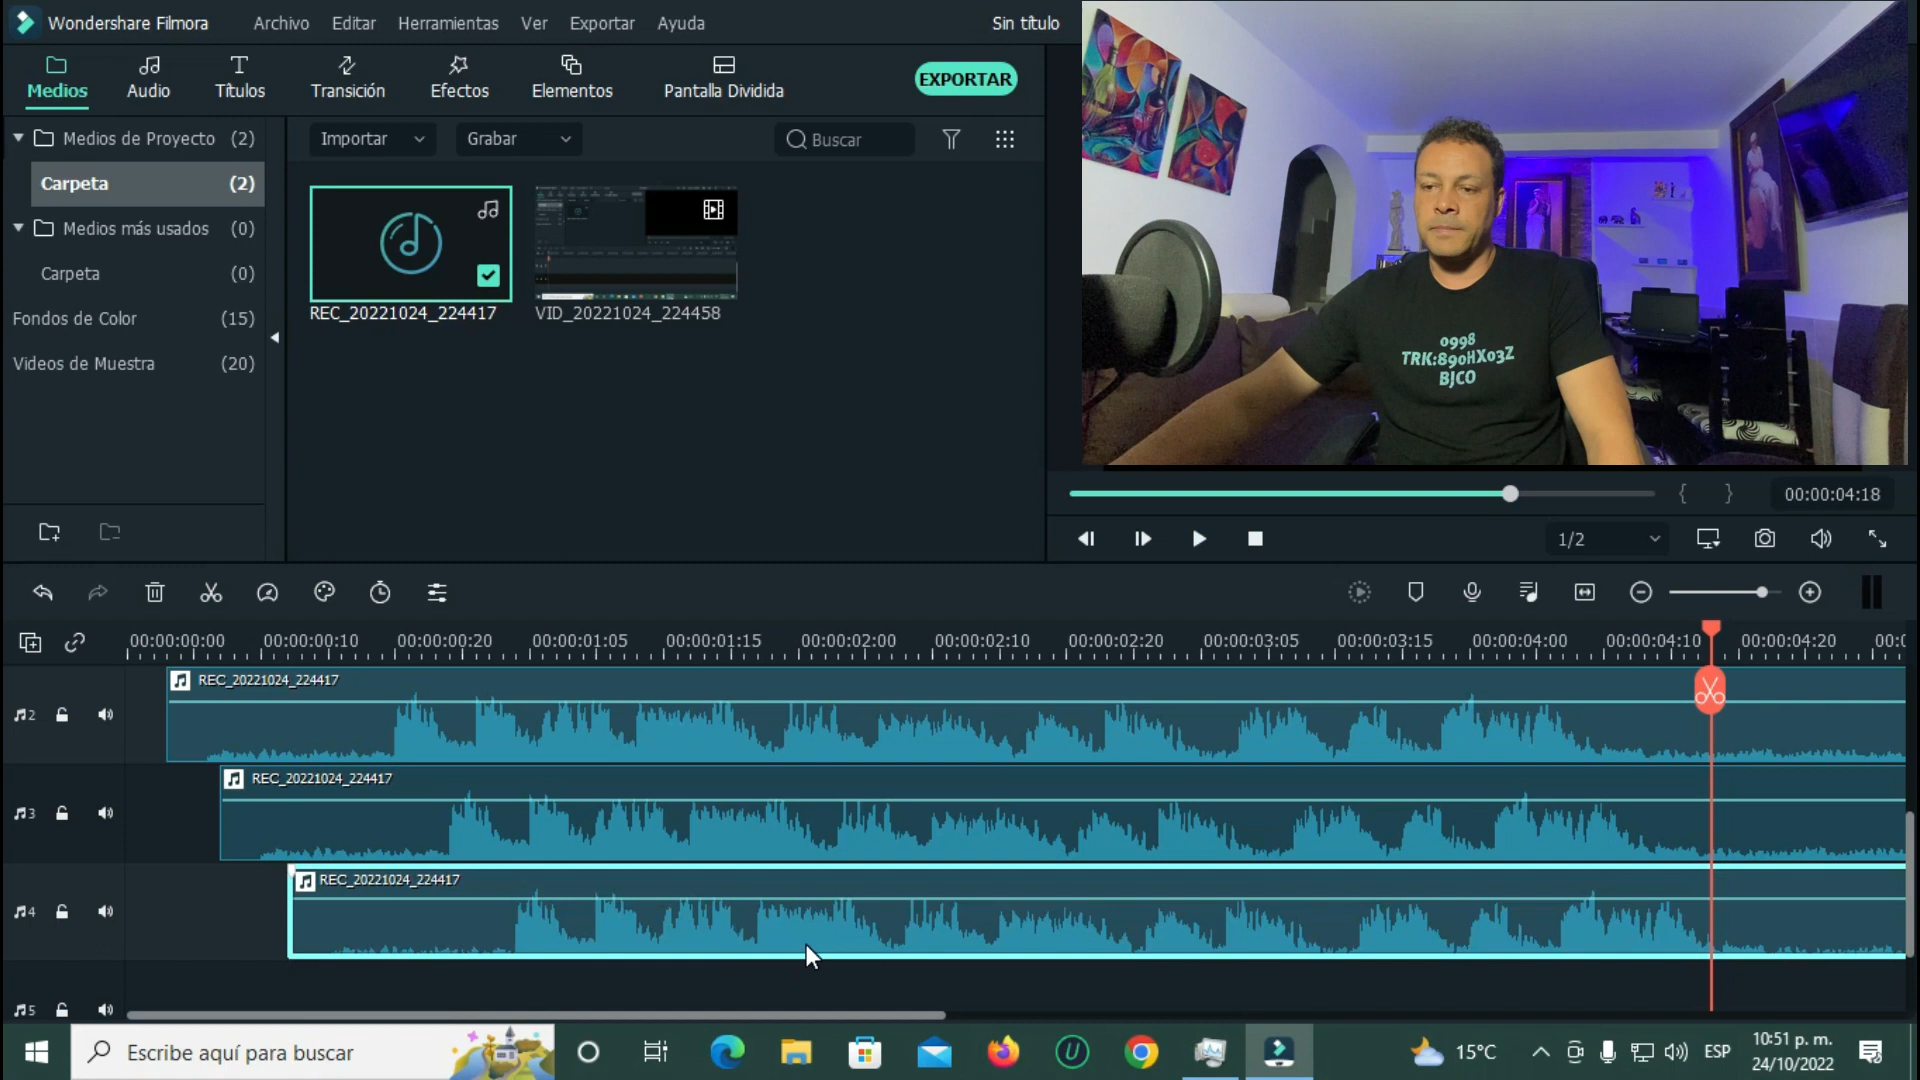 Wondershare Filmora
Archivo
Editar
Herramientas
Ver
Exportar
Ayuda
Sin título
Medios
Audio
Títulos
Transición
Efectos
Elementos
Pantalla Dividida
EXPORTAR
Medios de Proyecto (2)
Carpeta (2)
Medios más usados (0)
Carpeta (0)
Fondos de Color (15)
Videos de Muestra (20)
Importar
Grabar
Buscar
REC_20221024_224417
VID_20221024_224458
0998
TRK:890HX03Z
BJCO
00:00:04:18
1/2
00:00:00:00 00:00:00:10 00:00:00:20 00:00:01:05 00:00:01:15 00:00:02:00 00:00:02:10 00:00:02:20 00:00:03:05 00:00:03:15 00:00:04:00 00:00:04:10 00:00:04:20 00:0
REC_20221024_224417
2
REC_20221024_224417
3
REC_20221024_224417
4
5
Escribe aquí para buscar
15°C
ESP
10:51 p. m.
24/10/2022